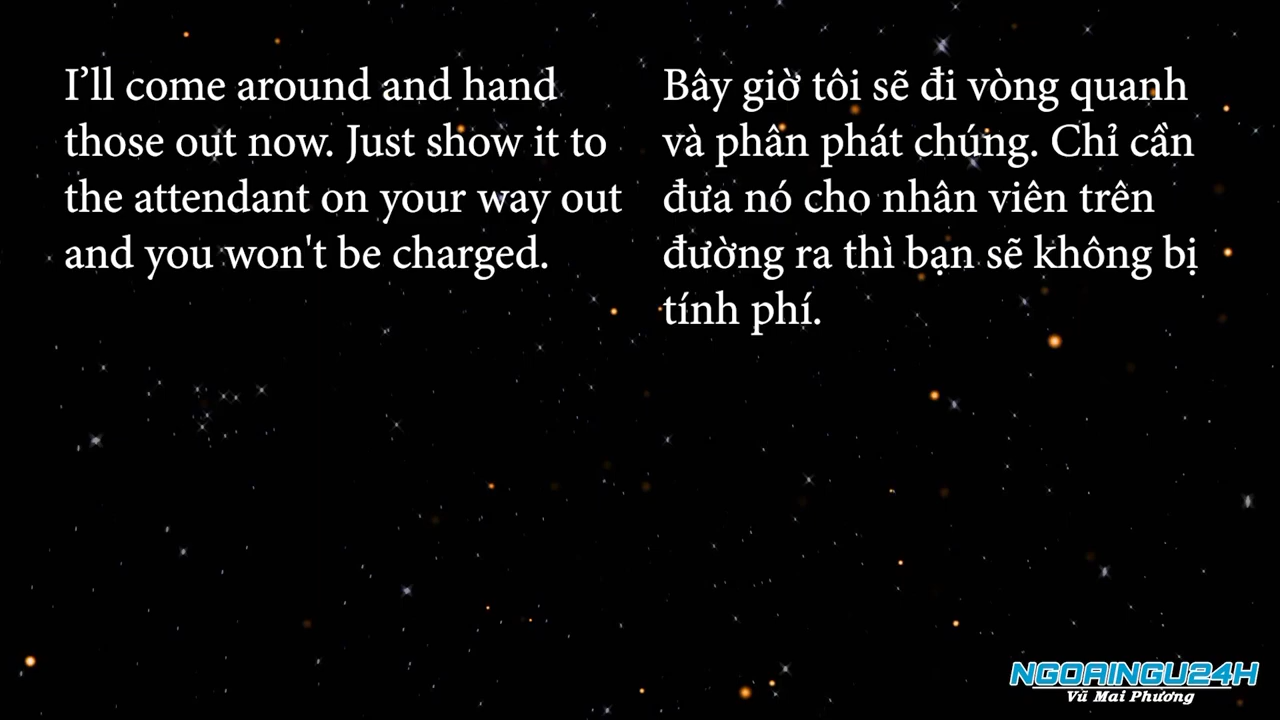 I’ll come around and hand
those out now. Just show it to
the attendant on your way out
and you won't be charged.
Bây giờ tôi sẽ đi vòng quanh
và phân phát chúng. Chỉ cần
đưa nó cho nhân viên trên
đường ra thì bạn sẽ không bị
tính phí.
NGOAINGU24H
Vũ Mai Phương